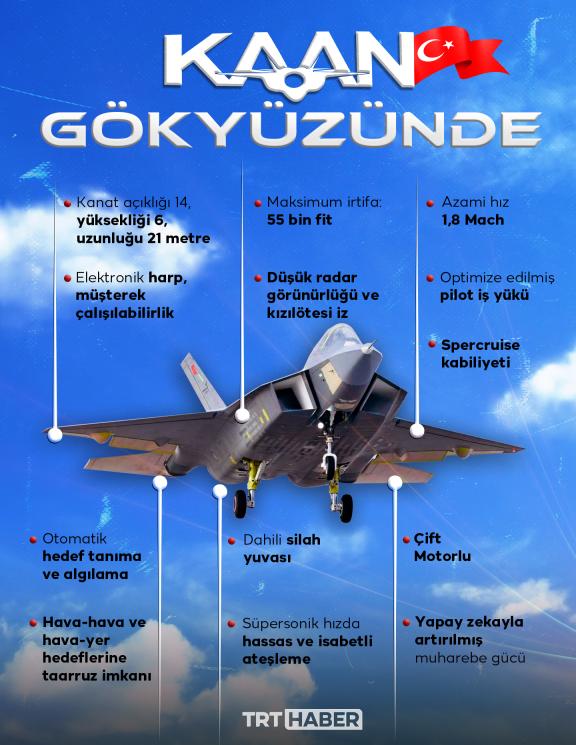 KAAN
GÖKYÜZÜNDE
Kanat açıklığı 14,
yüksekliği 6,
uzunluğu 21 metre
Elektronik harp,
müşterek
çalışılabilirlik
Maksimum irtifa:
55 bin fit
Düşük radar
görünürlüğü ve
kızılötesi iz
Azami hız
1,8 Mach
Optimize edilmiş
pilot iş yükü
Spercruise
kabiliyeti
Otomatik
hedef tanıma
ve algılama
Hava-hava ve
hava-yer
hedeflerine
taarruz imkanı
Dahili silah
yuvası
Süpersonik hızda
hassas ve isabetli
ateşleme
Çift
Motorlu
Yapay zekayla
artırılmış
muharebe gücü
TRT HABER